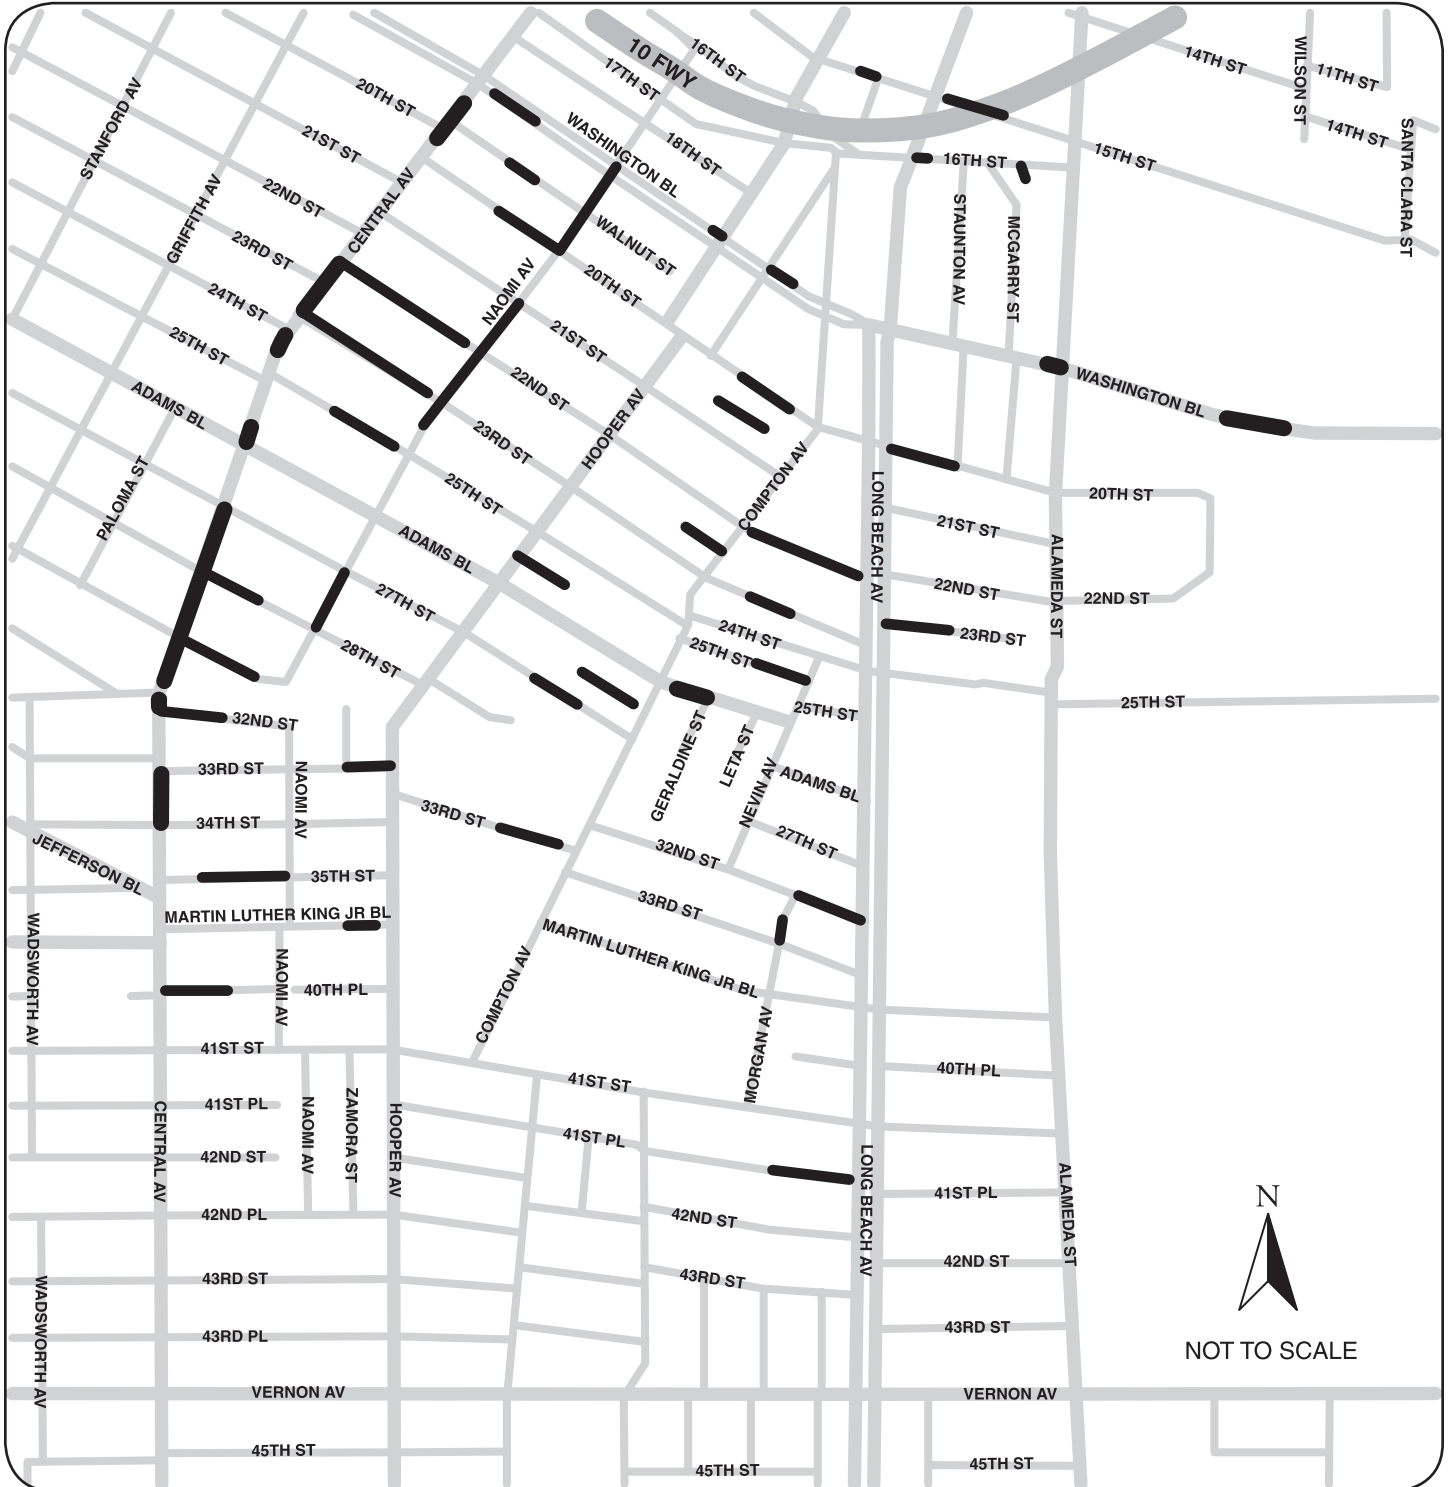 10 FWY
16TH ST
14TH ST
WILSON ST
11TH ST
17TH ST
20TH ST
STANFORD AV
WASHINGTON BL
14TH ST
SANTA CLARA ST
21ST ST
18TH ST
16TH ST
15TH ST
22ND ST
CENTRAL AV
GRIFFITH AV
STAUNTON AV
MCGARRY ST
23RD ST
WALNUT ST
24TH ST
NAOMI AV
20TH ST
25TH ST
21ST ST
WASHINGTON BL
ADAMS BL
22ND ST
HOOPER AV
23RD ST
COMPTON AV
PALOMA ST
25TH ST
LONG BEACH AV
20TH ST
21ST ST
ADAMS BL
ALAMEDA ST
27TH ST
22ND ST
22ND ST
24TH ST
23RD ST
28TH ST
25TH ST
25TH ST
25TH ST
32ND ST
GERALDINE ST
LETA ST
NEVIN AV
33RD ST
NAOMI AV
ADAMS BL
33RD ST
34TH ST
27TH ST
JEFFERSON BL
32ND ST
35TH ST
33RD ST
MARTIN LUTHER KING JR BL
WADSWORTH AV
MARTIN LUTHER KING JR BL
NAOMI AV
40TH PL
COMPTON AV
MORGAN AV
41ST ST
40TH PL
41ST ST
41ST PL
CENTRAL AV
NAOMI AV
ZAMORA ST
HOOPER AV
41ST PL
42ND ST
LONG BEACH AV
41ST PL
ALAMEDA ST
N
42ND PL
42ND ST
42ND ST
43RD ST
43RD ST
WADSWORTH AV
43RD PL
43RD ST
NOT TO SCALE
VERNON AV
VERNON AV
45TH ST
45TH ST
45TH ST